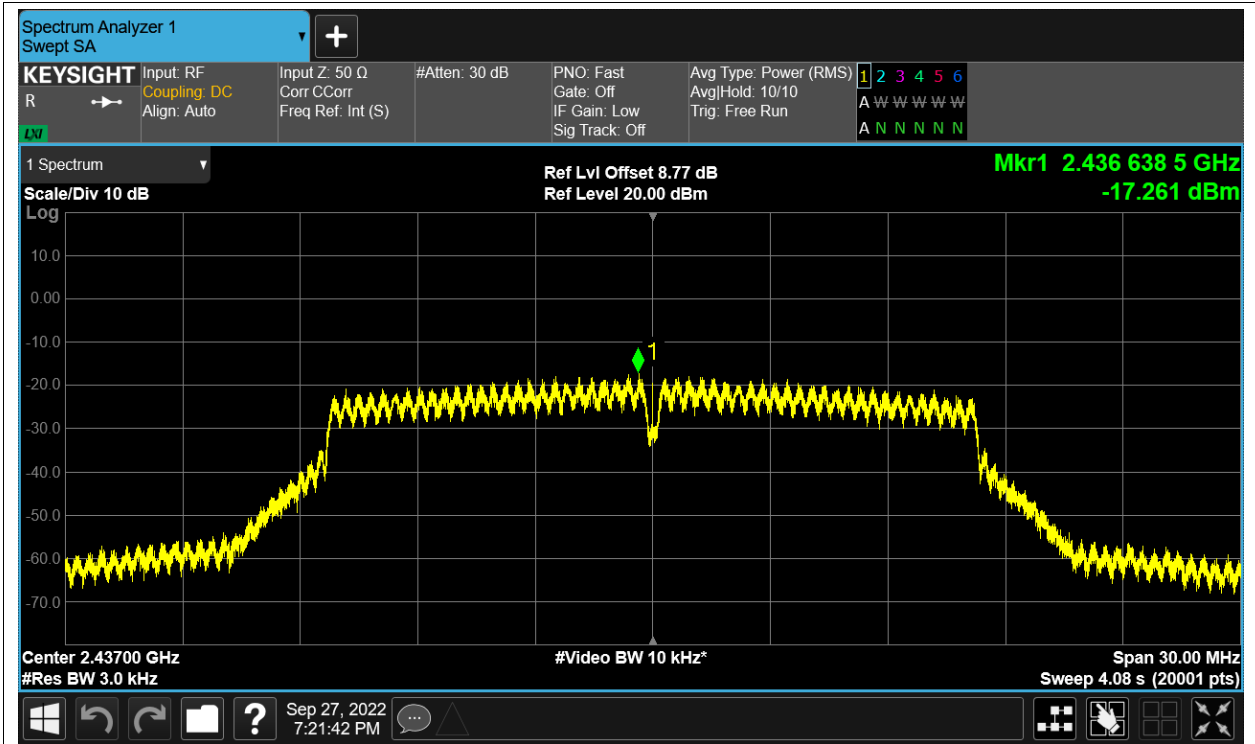 Spectrum Analyzer 1
Swept SA
KEYSIGHT
R
LXI
Input: RF
Coupling: DC
Align: Auto
Input Z: 50 Ω
Corr CCorr
Freq Ref: Int (S)
#Atten: 30 dB
PNO: Fast
Gate: Off
IF Gain: Low
Sig Track: Off
Avg Type: Power (RMS)
Avg|Hold: 10/10
Trig: Free Run
1 2 3 4 5 6
A W W W W W
A N N N N N
1 Spectrum
Scale/Div 10 dB
Log
Ref Lvl Offset 8.77 dB
Ref Level 20.00 dBm
Mkr1 2.436 638 5 GHz
-17.261 dBm
10.0
0.00
-10.0
-20.0
-30.0
-40.0
-50.0
-60.0
-70.0
1
Center 2.43700 GHz
#Res BW 3.0 kHz
#Video BW 10 kHz*
Span 30.00 MHz
Sweep 4.08 s (20001 pts)
?
Sep 27, 2022
7:21:42 PM